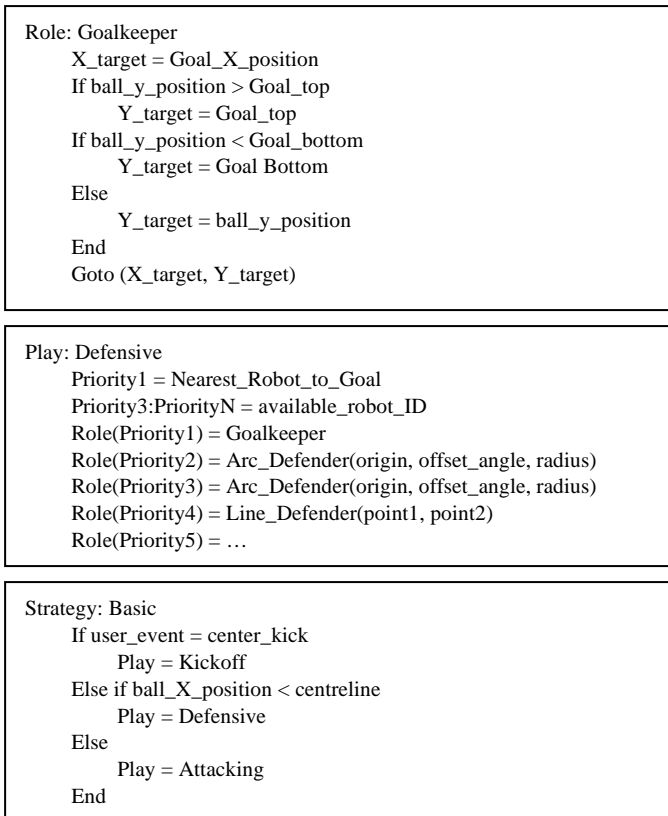 Role: Goalkeeper
X_target = Goal_X_position
If ball_y_position > Goal_top
Y_target = Goal_top
If ball_y_position < Goal_bottom
Y_target = Goal Bottom
Else
Y_target = ball_y_position
End
Goto (X_target, Y_target)
Play: Defensive
Priority1 = Nearest_Robot_to_Goal
Priority3:PriorityN = available_robot_ID
Role(Priority1) = Goalkeeper
Role(Priority2) = Arc_Defender(origin, offset_angle, radius)
Role(Priority3) = Arc_Defender(origin, offset_angle, radius)
Role(Priority4) = Line_Defender(point1, point2)
Role(Priority5) = …
Strategy: Basic
If user_event = center_kick
Play = Kickoff
Else if ball_X_position < centreline
Play = Defensive
Else
Play = Attacking
End